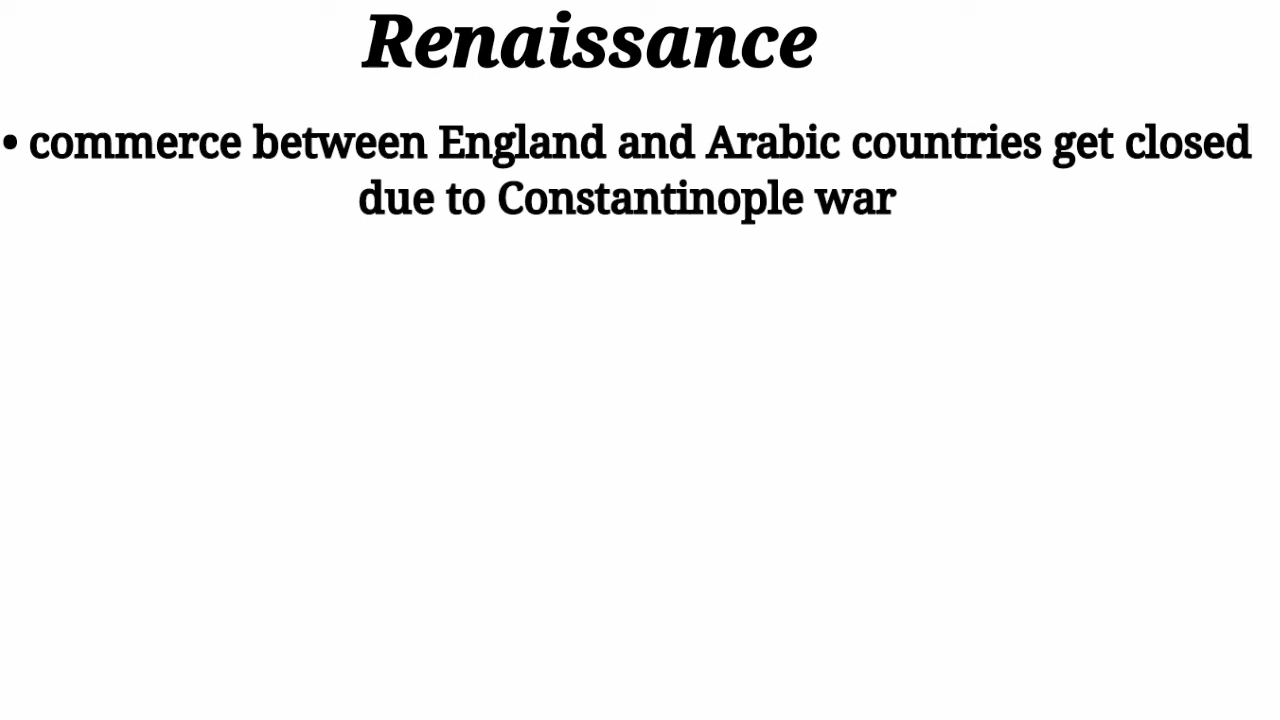 Renaissance
• commerce between England and Arabic countries get closed
due to Constantinople war